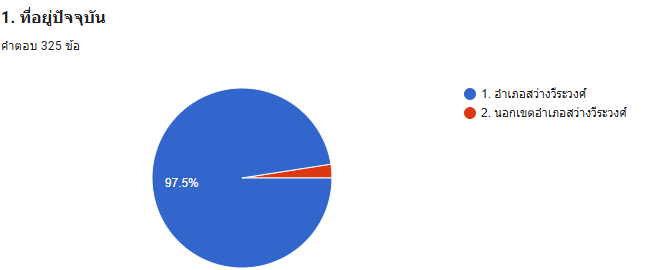 1. ที่อยู่ปัจจุบัน
คำตอบ 325 ข้อ
1. อำเภอสว่างวีระวงศ์
2. นอกเขตอำเภอสว่างวีระวงศ์
97.5%